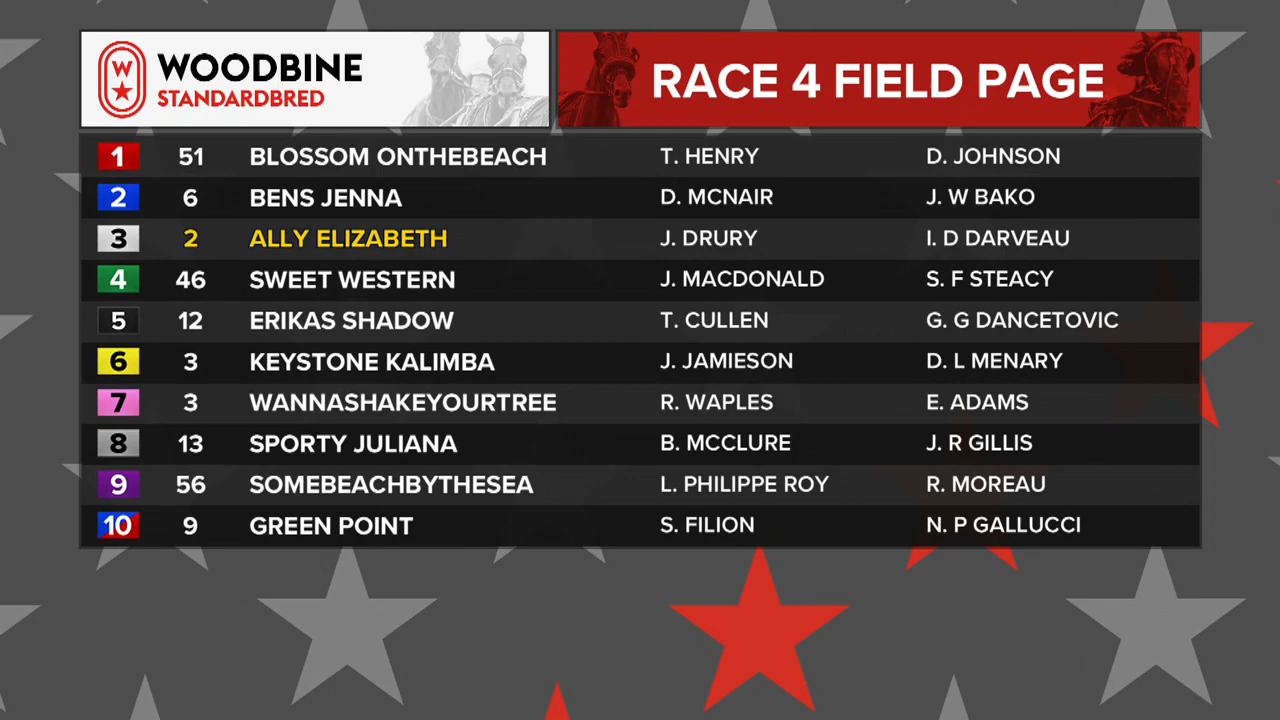 W
WOODBINE
STANDARDBRED
RACE 4 FIELD PAGE
1 51 BLOSSOM ONTHEBEACH T. HENRY D. JOHNSON
2 6 BENS JENNA D. MCNAIR J. W BAKO
3 2 ALLY ELIZABETH J. DRURY I. D DARVEAU
4 46 SWEET WESTERN J. MACDONALD S. F STEACY
5 12 ERIKAS SHADOW T. CULLEN G. G DANCETOVIC
6 3 KEYSTONE KALIMBA J. JAMIESON D. L MENARY
7 3 WANNASHAKEYOURTREE R. WAPLES E. ADAMS
8 13 SPORTY JULIANA B. MCCLURE J. R GILLIS
9 56 SOMEBEACHBYTHESEA L. PHILIPPE ROY R. MOREAU
10 9 GREEN POINT S. FILION N. P GALLUCCI